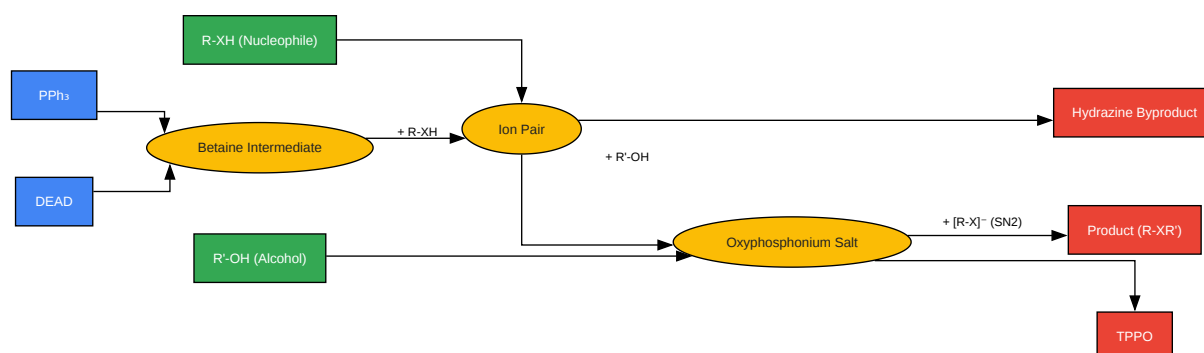 R-XH (Nucleophile)
PPh₃
Hydrazine Byproduct
Ion Pair
+ R-XH
Betaine Intermediate
+ R'-OH
DEAD
+ [R-X]⁻ (SN2)
Product (R-XR')
Oxyphosphonium Salt
R'-OH (Alcohol)
TPPO